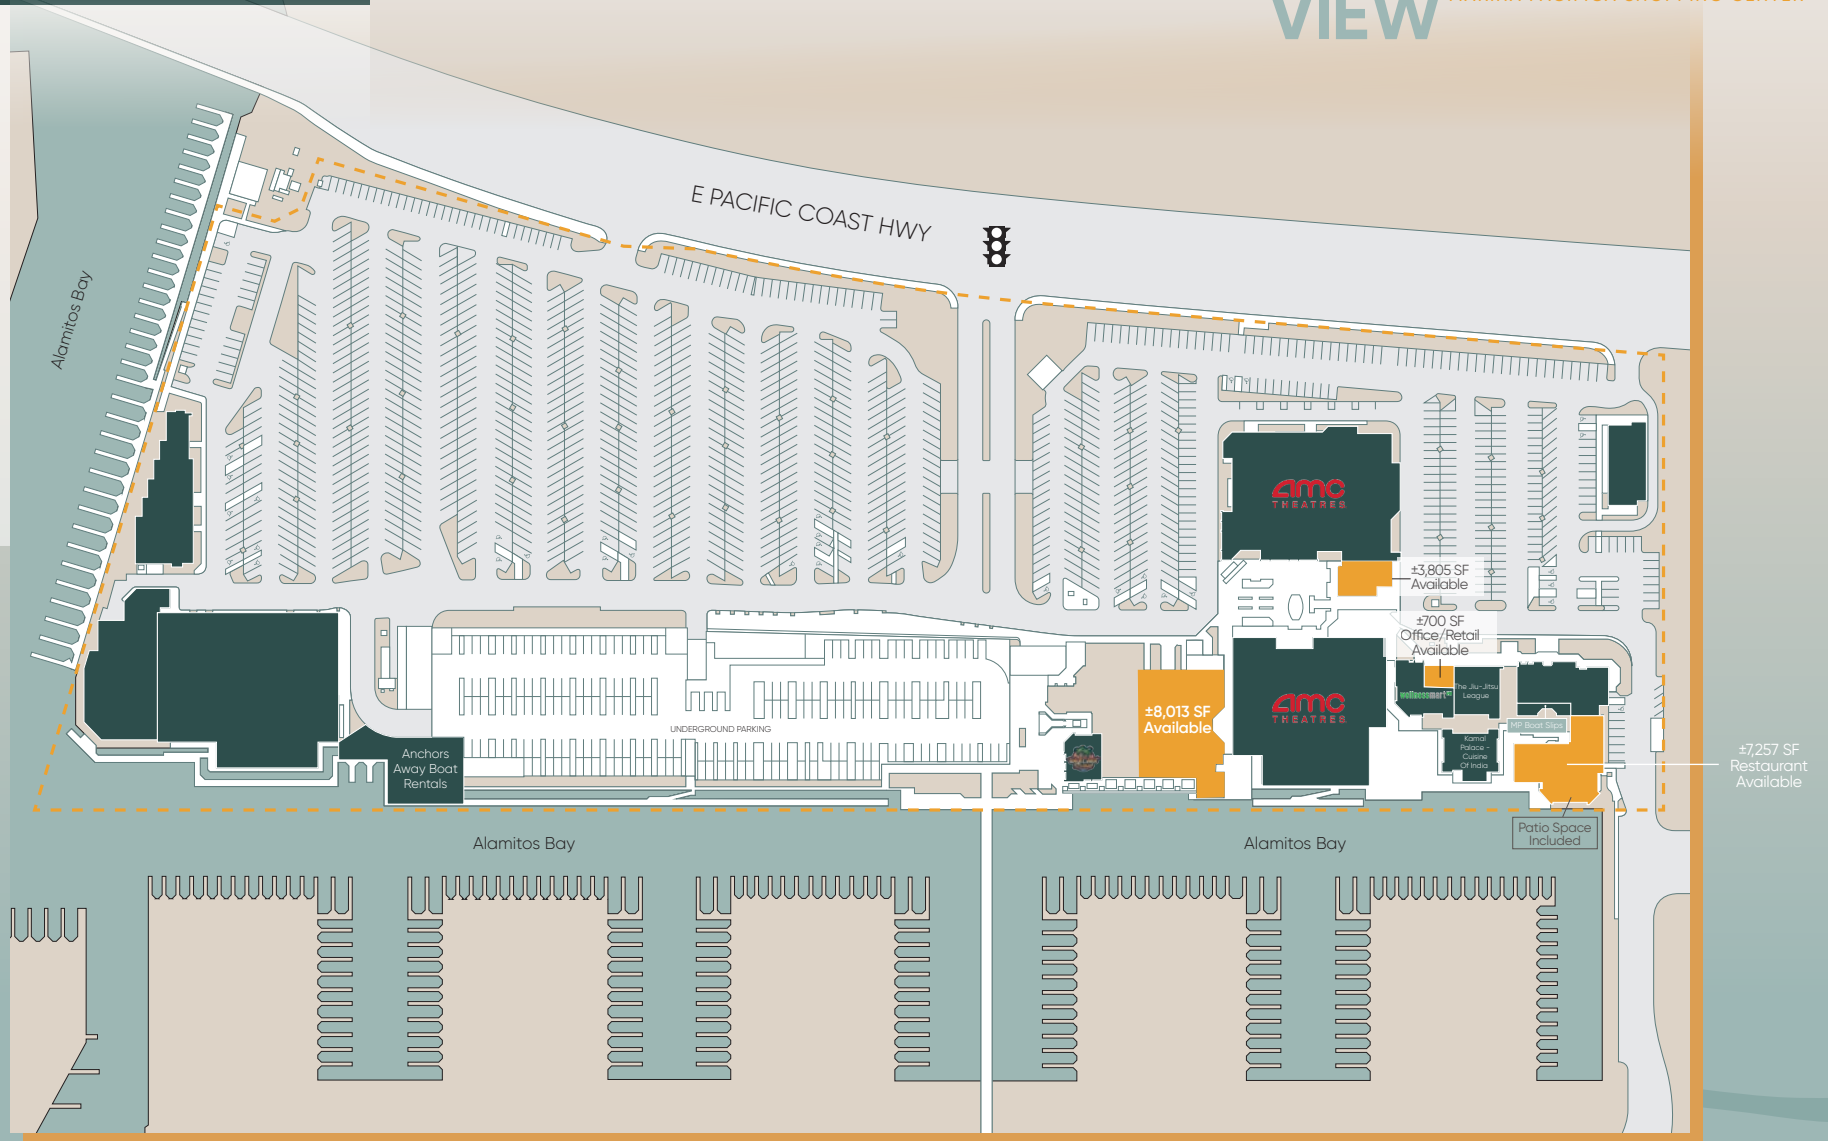 VIEW
E PACIFIC COAST HWY
Alamitos Bay
AMC
THEATRES
±3,805 SF
Available
±700 SF
Office/Retail
Available
wellnessmart
The Jiu-Jitsu
League
±8,013 SF
Available
AMC
THEATRES
MP Boat Slips
UNDERGROUND PARKING
Kamal
Palace -
Cuisine
Of India
Anchors
Away Boat
Rentals
±7,257 SF
Restaurant
Available
Patio Space
Included
Alamitos Bay
Alamitos Bay